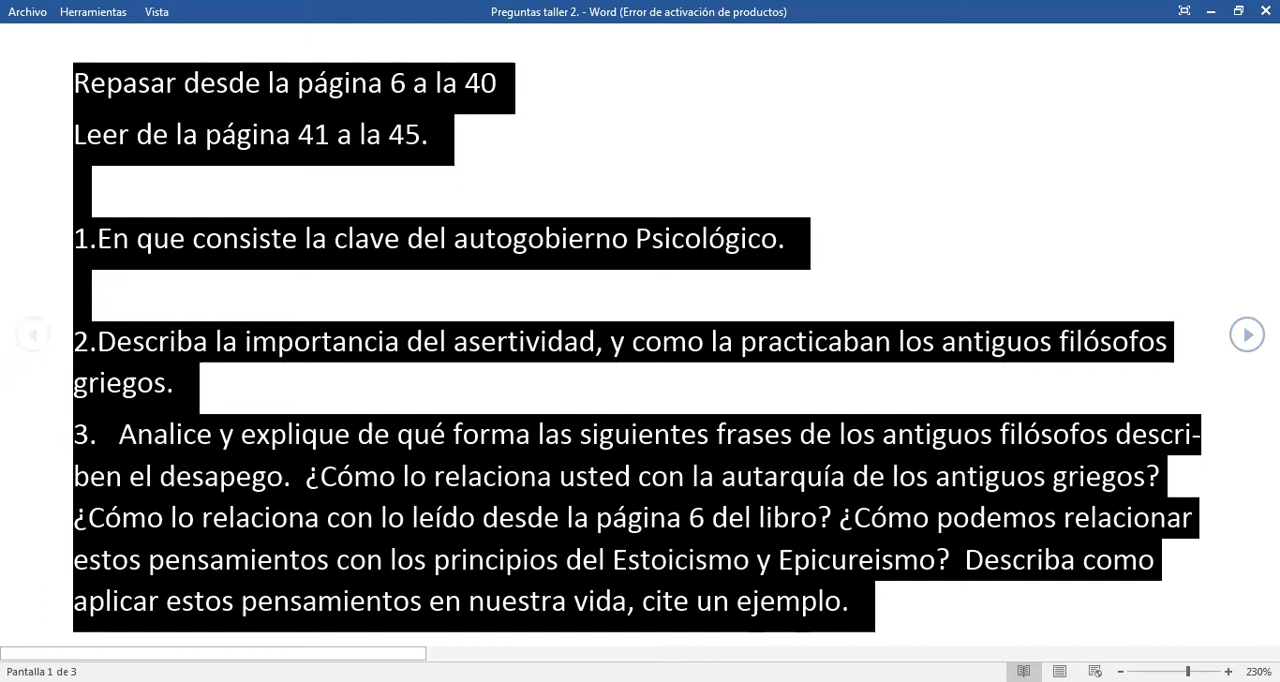 Archivo Herramientas Vista Preguntas taller 2. - Word (Error de activación de productos)
Repasar desde la página 6 a la 40
Leer de la página 41 a la 45.
1.En que consiste la clave del autogobierno Psicológico.
2.Describa la importancia del asertividad, y como la practicaban los antiguos filósofos
griegos.
3. Analice y explique de qué forma las siguientes frases de los antiguos filósofos descri-
ben el desapego. ¿Cómo lo relaciona usted con la autarquía de los antiguos griegos?
¿Cómo lo relaciona con lo leído desde la página 6 del libro? ¿Cómo podemos relacionar
estos pensamientos con los principios del Estoicismo y Epicureismo? Describa como
aplicar estos pensamientos en nuestra vida, cite un ejemplo.
Pantalla 1 de 3 230%